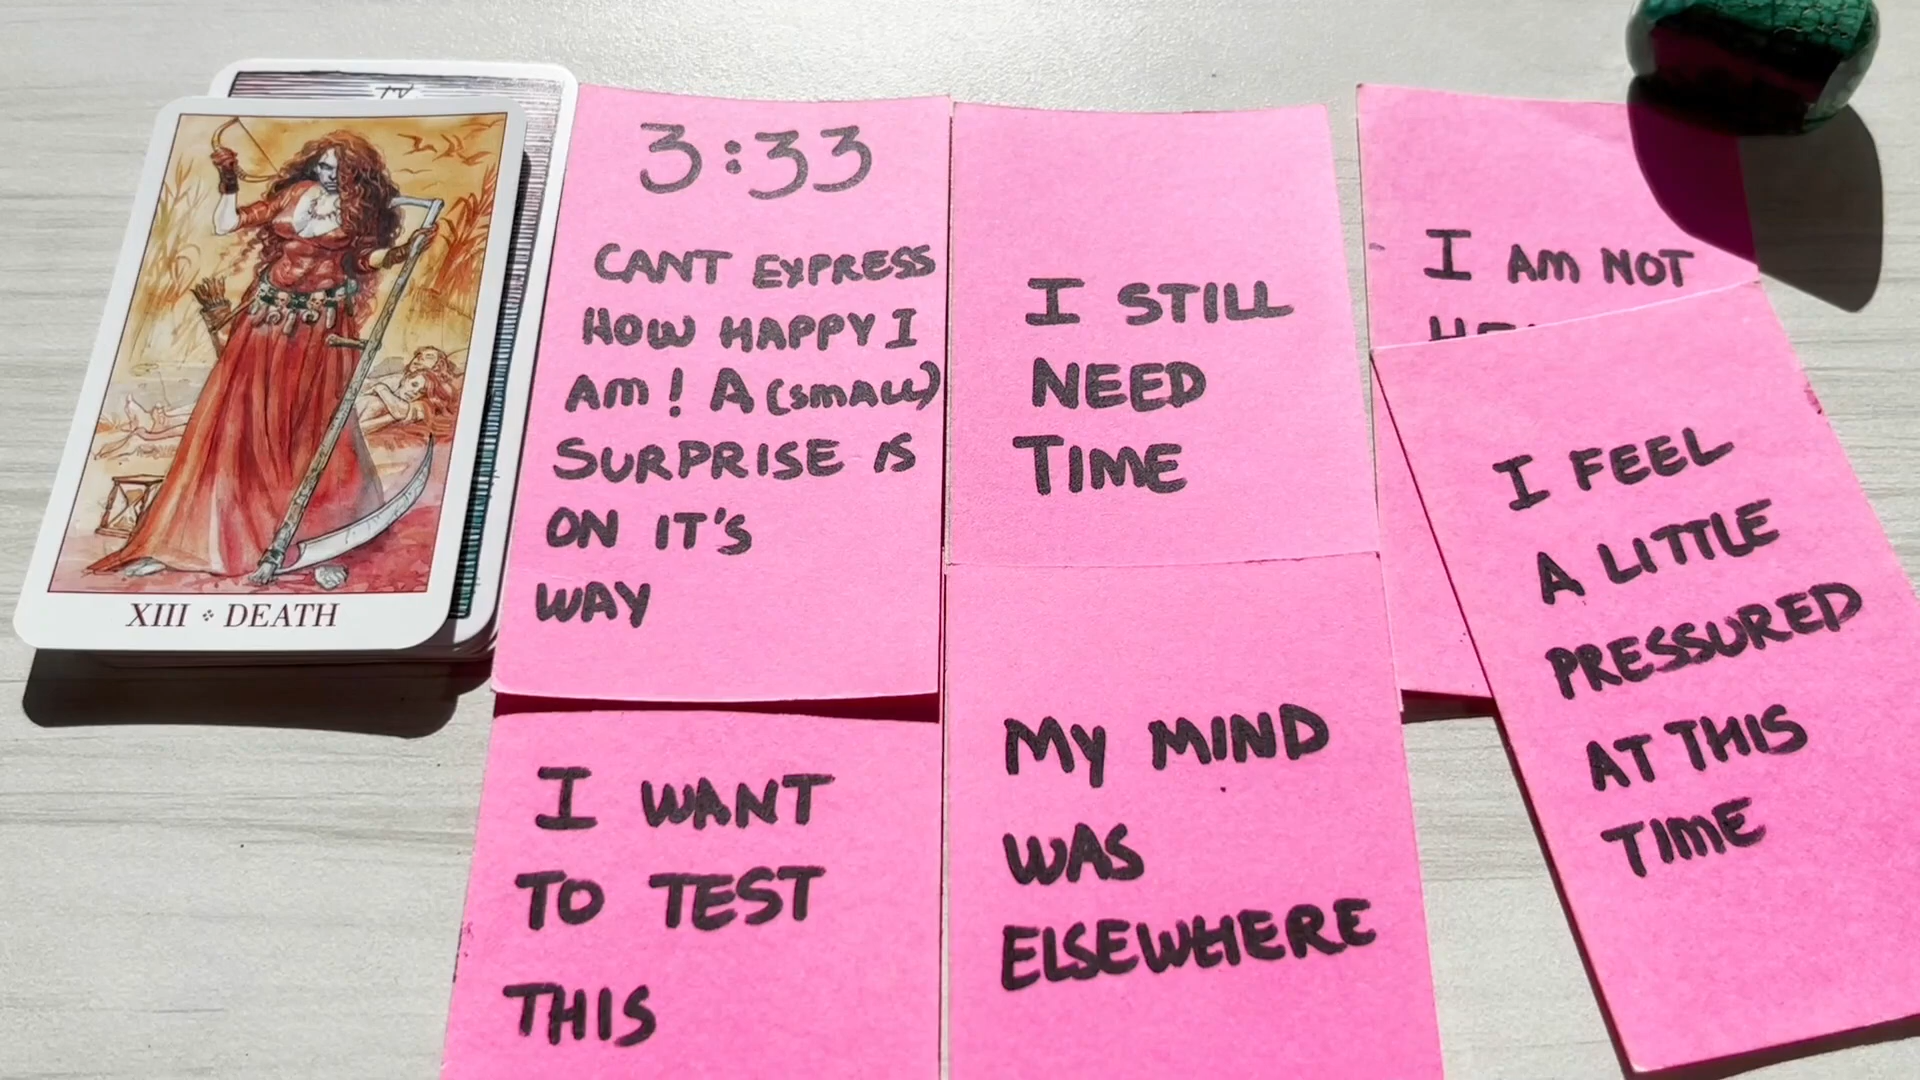 XIII ❖ DEATH
3:33
CANT EXPRESS
HOW HAPPY I
AM! A (SMALL)
SURPRISE IS
ON IT'S
WAY
I WANT
TO TEST
THIS
I STILL
NEED
TIME
MY MIND
WAS
ELSEWHERE
I AM NOT
I FEEL
A LITTLE
PRESSURED
AT THIS
TIME